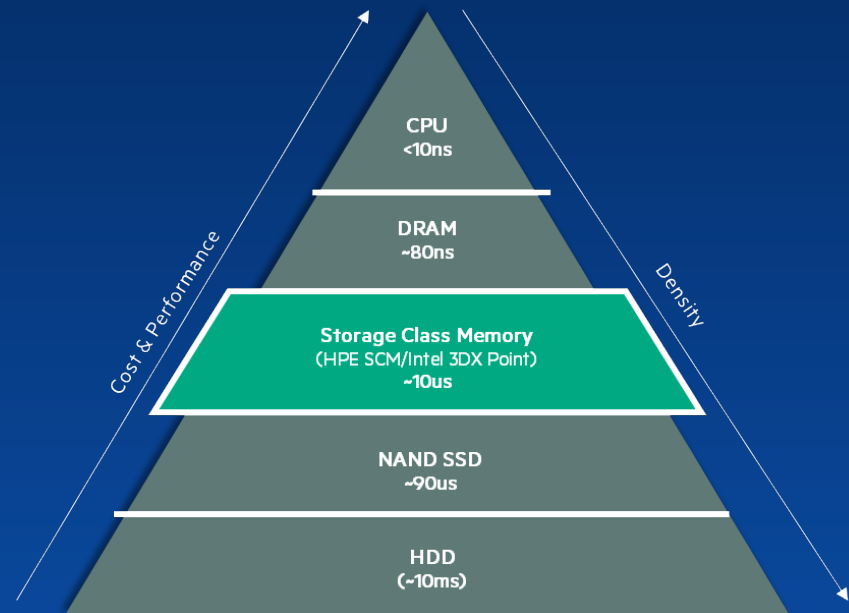 CPU
<10ns
DRAM
~80ns
Cost & Performance
Density
Storage Class Memory
(HPE SCM/Intel 3DX Point)
~10us
NAND SSD
~90us
HDD
(~10ms)